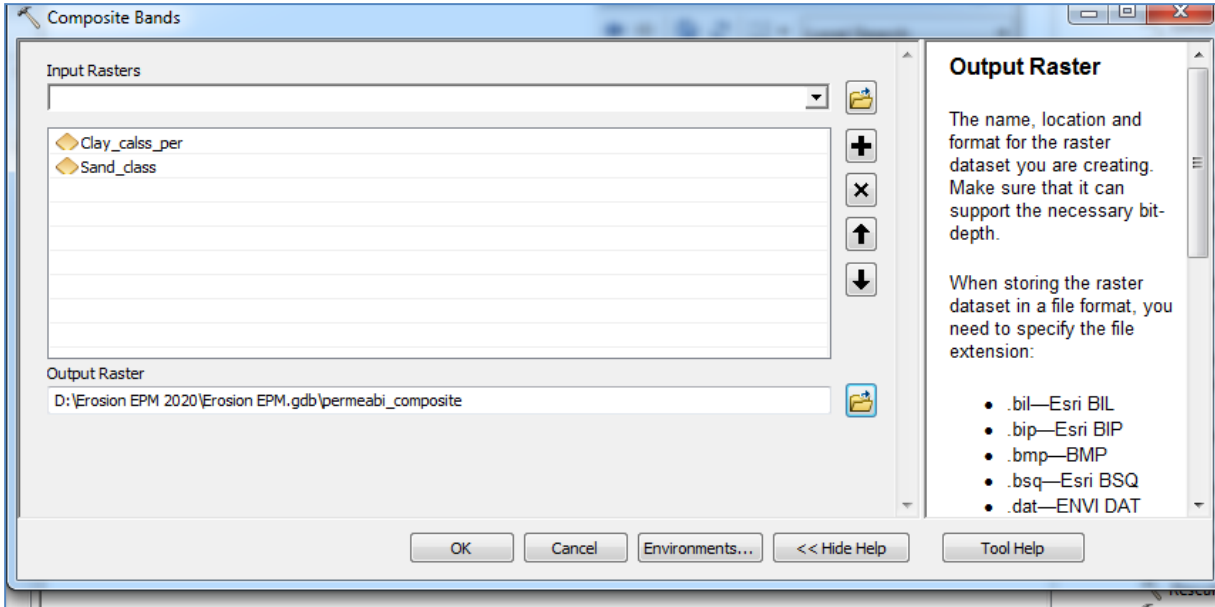 Composite Bands
Input Rasters
Clay_calss_per
Sand_class
Output Raster
D:\Erosion EPM 2020\Erosion EPM.gdb\permeabi_composite
OK
Cancel
Environments...
<< Hide Help
Tool Help
Output Raster
The name, location and
format for the raster
dataset you are creating.
Make sure that it can
support the necessary bit-
depth.
When storing the raster
dataset in a file format, you
need to specify the file
extension:
• .bil—Esri BIL
• .bip—Esri BIP
• .bmp—BMP
• .bsq—Esri BSQ
• .dat—ENVI DAT